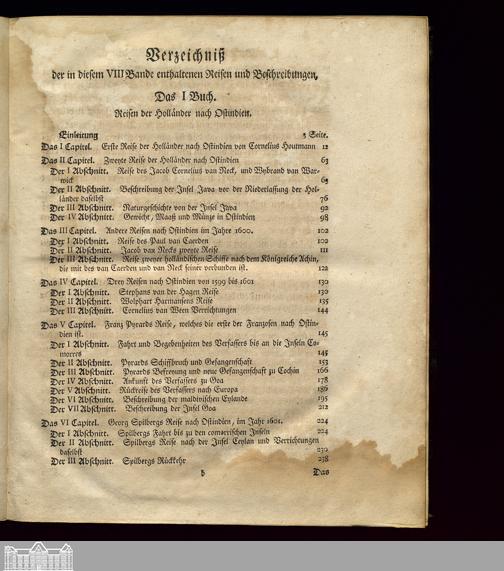 Verzeichniß
der in diesem VIII Bande enthaltenen Reisen und Beschreibungen.
Das I Buch.
Reisen der Holländer nach Ostindien.
Einleitung 3 Seite.
Das I Capitel. Erste Reise der Holländer nach Ostindien von Cornelius Houtmann 12
Das II Capitel. Zweyte Reise der Holländer nach Ostindien 63
Der I Abschnitt. Reise des Jacob Cornelius van Neck, und Wybrand van War-
wick 63
Der II Abschnitt. Beschreibung der Insel Java vor der Niederlassung der Hol-
länder daselbst 76
Der III Abschnitt. Naturgeschichte von der Insel Java 92
Der IV Abschnitt. Gewicht, Maaß und Münze in Ostindien 98
Das III Capitel. Andere Reisen nach Ostindien im Jahre 1600. 102
Der I Abschnitt. Reise des Paul van Caerden 102
Der II Abschnitt. Jacob van Necks zweyte Reise 111
Der III Abschnitt. Reise zweyer holländischen Schiffe nach dem Königreiche Achin,
die mit des van Caerden und van Neck seiner verbunden ist. 122
Das IV Capitel. Drey Reisen nach Ostindien von 1599 bis 1601 130
Der I Abschnitt. Stephans van der Hagen Reise 130
Der II Abschnitt. Wolphart Harmansens Reise 135
Der III Abschnitt. Cornelius van Ween Verrichtungen 144
Das V Capitel. Franz Pyrards Reise, welches die erste der Franzosen nach Ostin-
dien ist. 145
Der I Abschnitt. Fahrt und Begebenheiten des Verfassers bis an die Inseln Co-
morres 145
Der II Abschnitt. Pyrards Schiffbruch und Gefangenschaft 153
Der III Abschnitt. Pyrards Befreyung und neue Gefangenschaft zu Cochin 166
Der IV Abschnitt. Ankunft des Verfassers zu Goa 178
Der V Abschnitt. Rückreise des Verfassers nach Europa 186
Der VI Abschnitt. Beschreibung der maldivischen Eylande 195
Der VII Abschnitt. Beschreibung der Insel Goa 212
Das VI Capitel. Georg Spilbergs Reise nach Ostindien, im Jahr 1601. 224
Der I Abschnitt. Spilbergs Fahrt bis zu den comorrischen Inseln 224
Der II Abschnitt. Spilbergs Reise nach der Insel Ceylan und Verrichtungen
daselbst 230
Der III Abschnitt. Spilbergs Rückkehr 238
b Das